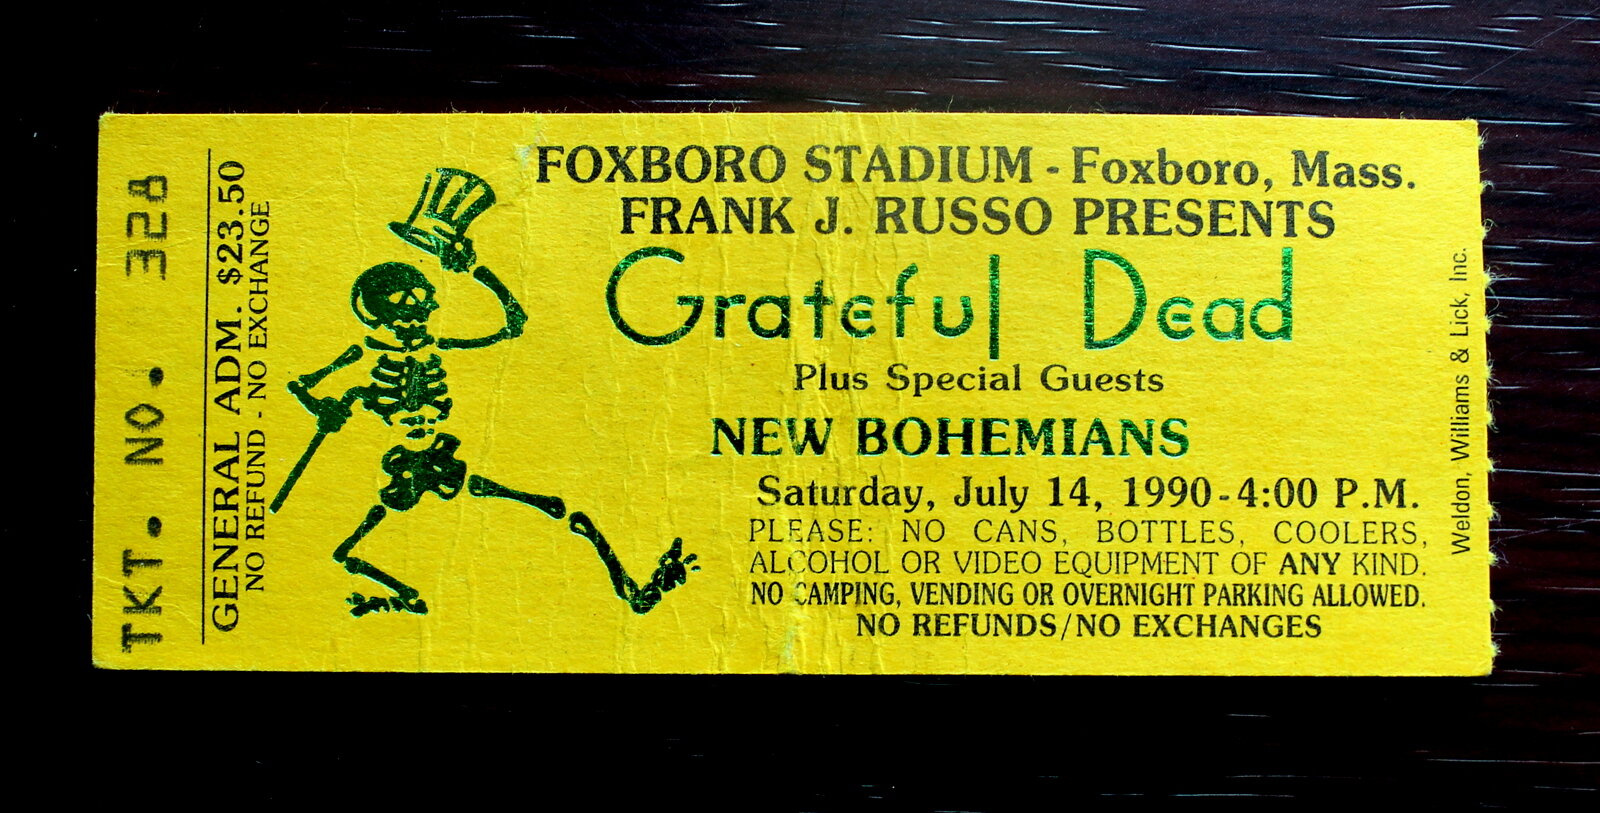 TKT. NO. 328
GENERAL ADM. $23.50
NO REFUND - NO EXCHANGE
FOXBORO STADIUM - Foxboro, Mass.
FRANK J. RUSSO PRESENTS
Grateful Dead
Plus Special Guests
NEW BOHEMIANS
Saturday, July 14, 1990 - 4:00 P.M.
PLEASE: NO CANS, BOTTLES, COOLERS,
ALCOHOL OR VIDEO EQUIPMENT OF ANY KIND.
NO CAMPING, VENDING OR OVERNIGHT PARKING ALLOWED.
NO REFUNDS/NO EXCHANGES
Weldon, Williams & Lick, Inc.